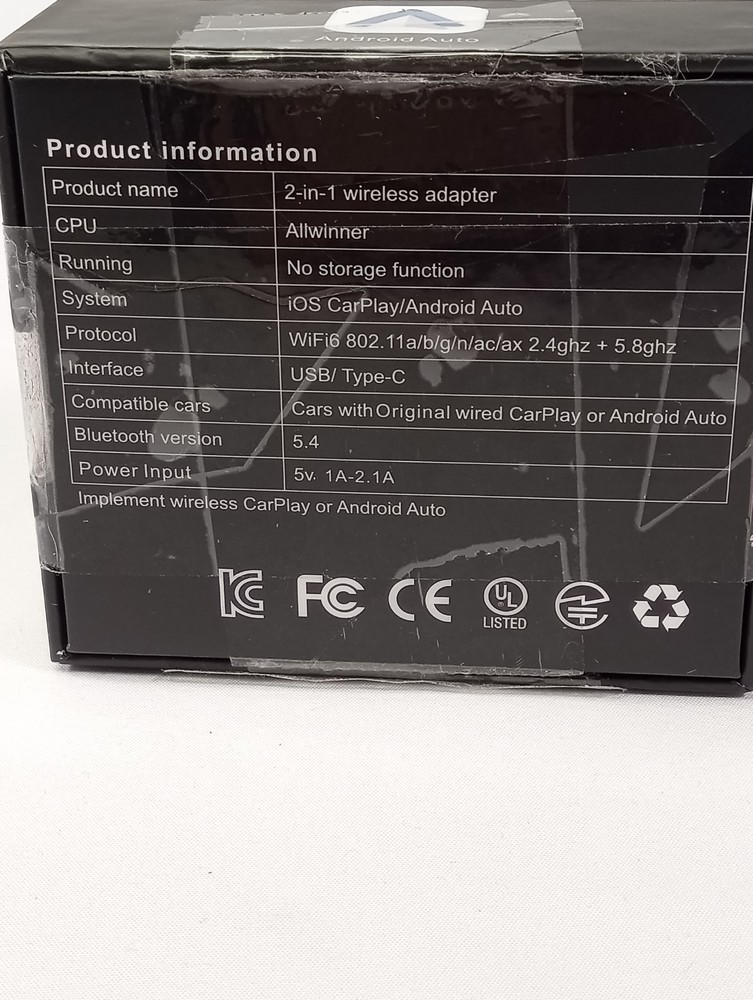 Android Auto
Product information
Product name 2-in-1 wireless adapter
CPU Allwinner
Running No storage function
System iOS CarPlay/Android Auto
Protocol WiFi6 802.11a/b/g/n/ac/ax 2.4ghz + 5.8ghz
Interface USB/ Type-C
Compatible cars Cars with Original wired CarPlay or Android Auto
Bluetooth version 5.4
Power Input 5v. 1A-2.1A
Implement wireless CarPlay or Android Auto
KC FC CE UL
LISTED